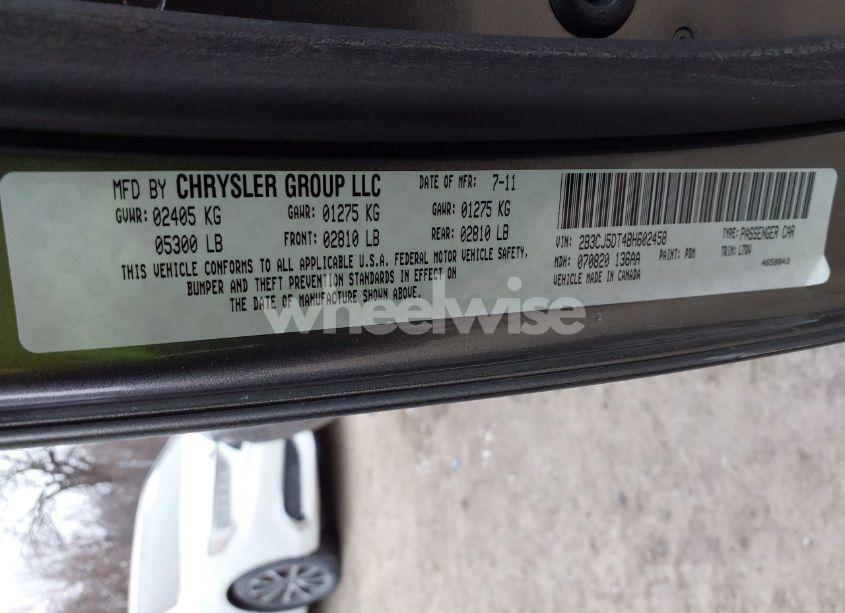 MFD BY CHRYSLER GROUP LLC DATE OF MFR: 7-11
GVWR: 02405 KG GAWR: 01275 KG GAWR: 01275 KG
05300 LB FRONT: 02810 LB REAR: 02810 LB
THIS VEHICLE CONFORMS TO ALL APPLICABLE U.S.A. FEDERAL MOTOR VEHICLE SAFETY,
BUMPER AND THEFT PREVENTION STANDARDS IN EFFECT ON
THE DATE OF MANUFACTURE SHOWN ABOVE.
VIN: 2B3CJ5DT4BH602458 TYPE: PASSENGER CAR
MDH: 070820 136AA PAINT: PDM TRIM: L7DV
VEHICLE MADE IN CANADA 4658843
wheelwise